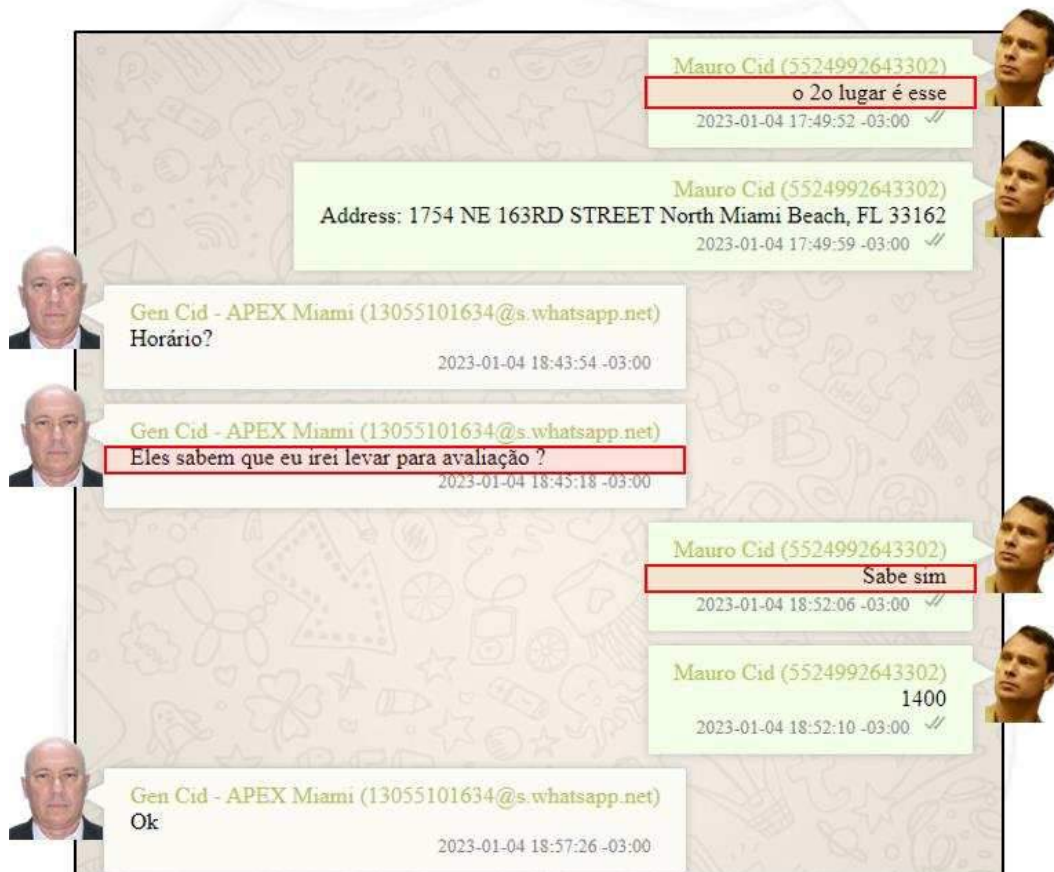 Mauro Cid (5524992643302)
o 2o lugar é esse
2023-01-04 17:49:52 -03:00
Mauro Cid (5524992643302)
Address: 1754 NE 163RD STREET North Miami Beach, FL 33162
2023-01-04 17:49:59 -03:00
Gen Cid - APEX Miami (13055101634@s.whatsapp.net)
Horário?
2023-01-04 18:43:54 -03:00
Gen Cid - APEX Miami (13055101634@s.whatsapp.net)
Eles sabem que eu irei levar para avaliação ?
2023-01-04 18:45:18 -03:00
Mauro Cid (5524992643302)
Sabe sim
2023-01-04 18:52:06 -03:00
Mauro Cid (5524992643302)
1400
2023-01-04 18:52:10 -03:00
Gen Cid - APEX Miami (13055101634@s.whatsapp.net)
Ok
2023-01-04 18:57:26 -03:00